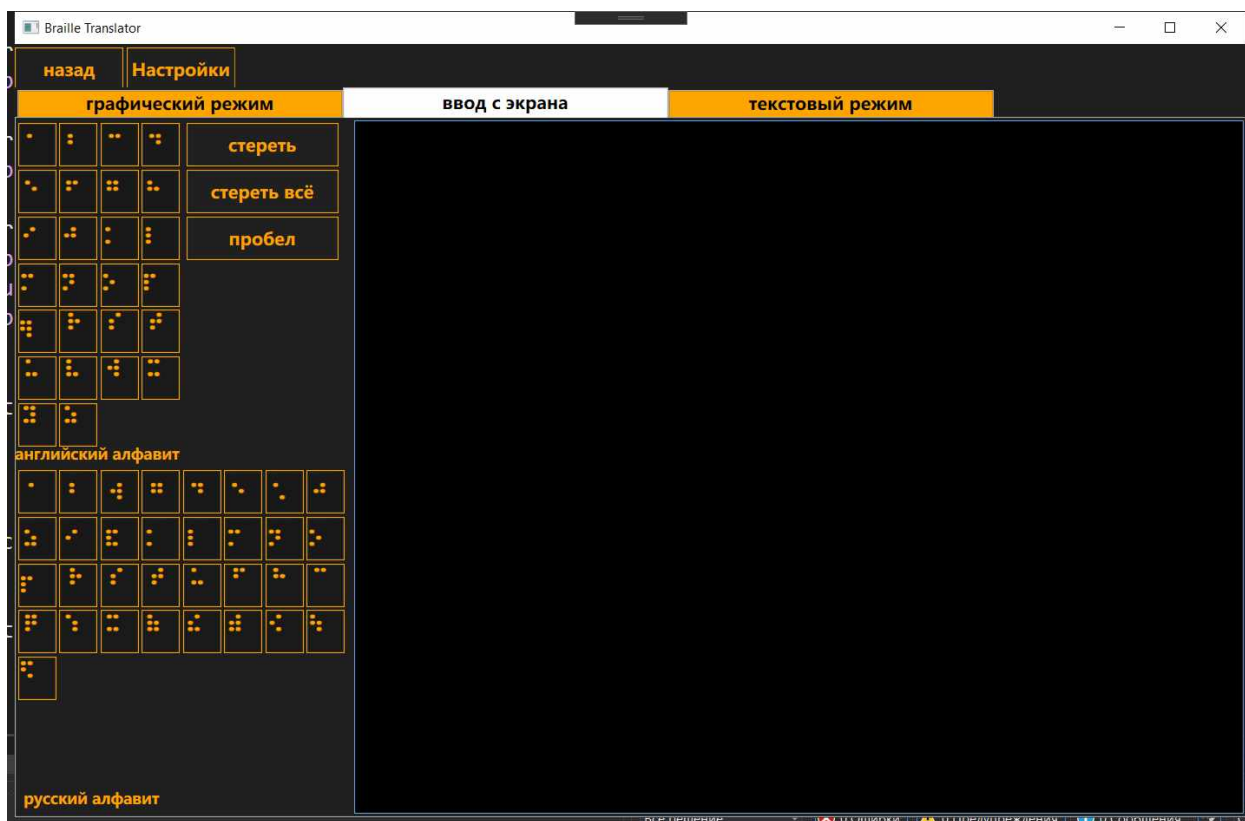 Braille Translator
назад Настройки
графический режим ввод с экрана текстовый режим
стереть
стереть всё
пробел
английский алфавит
русский алфавит